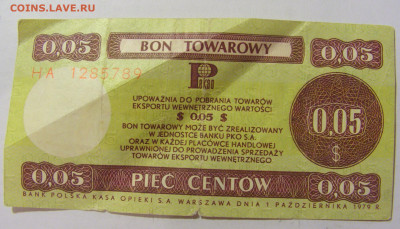 COINS.LAVE.RU
0,05 BON TOWAROWY 0,05
HA 1285789
P
PKO
UPOWAŻNIA DO POBRANIA TOWARÓW
EKSPORTU WEWNĘTRZNEGO WARTOŚCI
$ 0,05 $
BON TOWAROWY MOŻE BYĆ ZREALIZOWANY
W JEDNOSTCE BANKU PKO S.A.
ORAZ W KAŻDEJ PLACÓWCE HANDLOWEJ
UPRAWNIONEJ DO PROWADZENIA SPRZEDAŻY
TOWARÓW EKSPORTU WEWNĘTRZNEGO
0,05
$
0,05 PIĘC CENTÓW 0,05
BANK POLSKA KASA OPIEKI S.A. WARSZAWA DNIA 1 PAŹDZIERNIKA 1979 R.